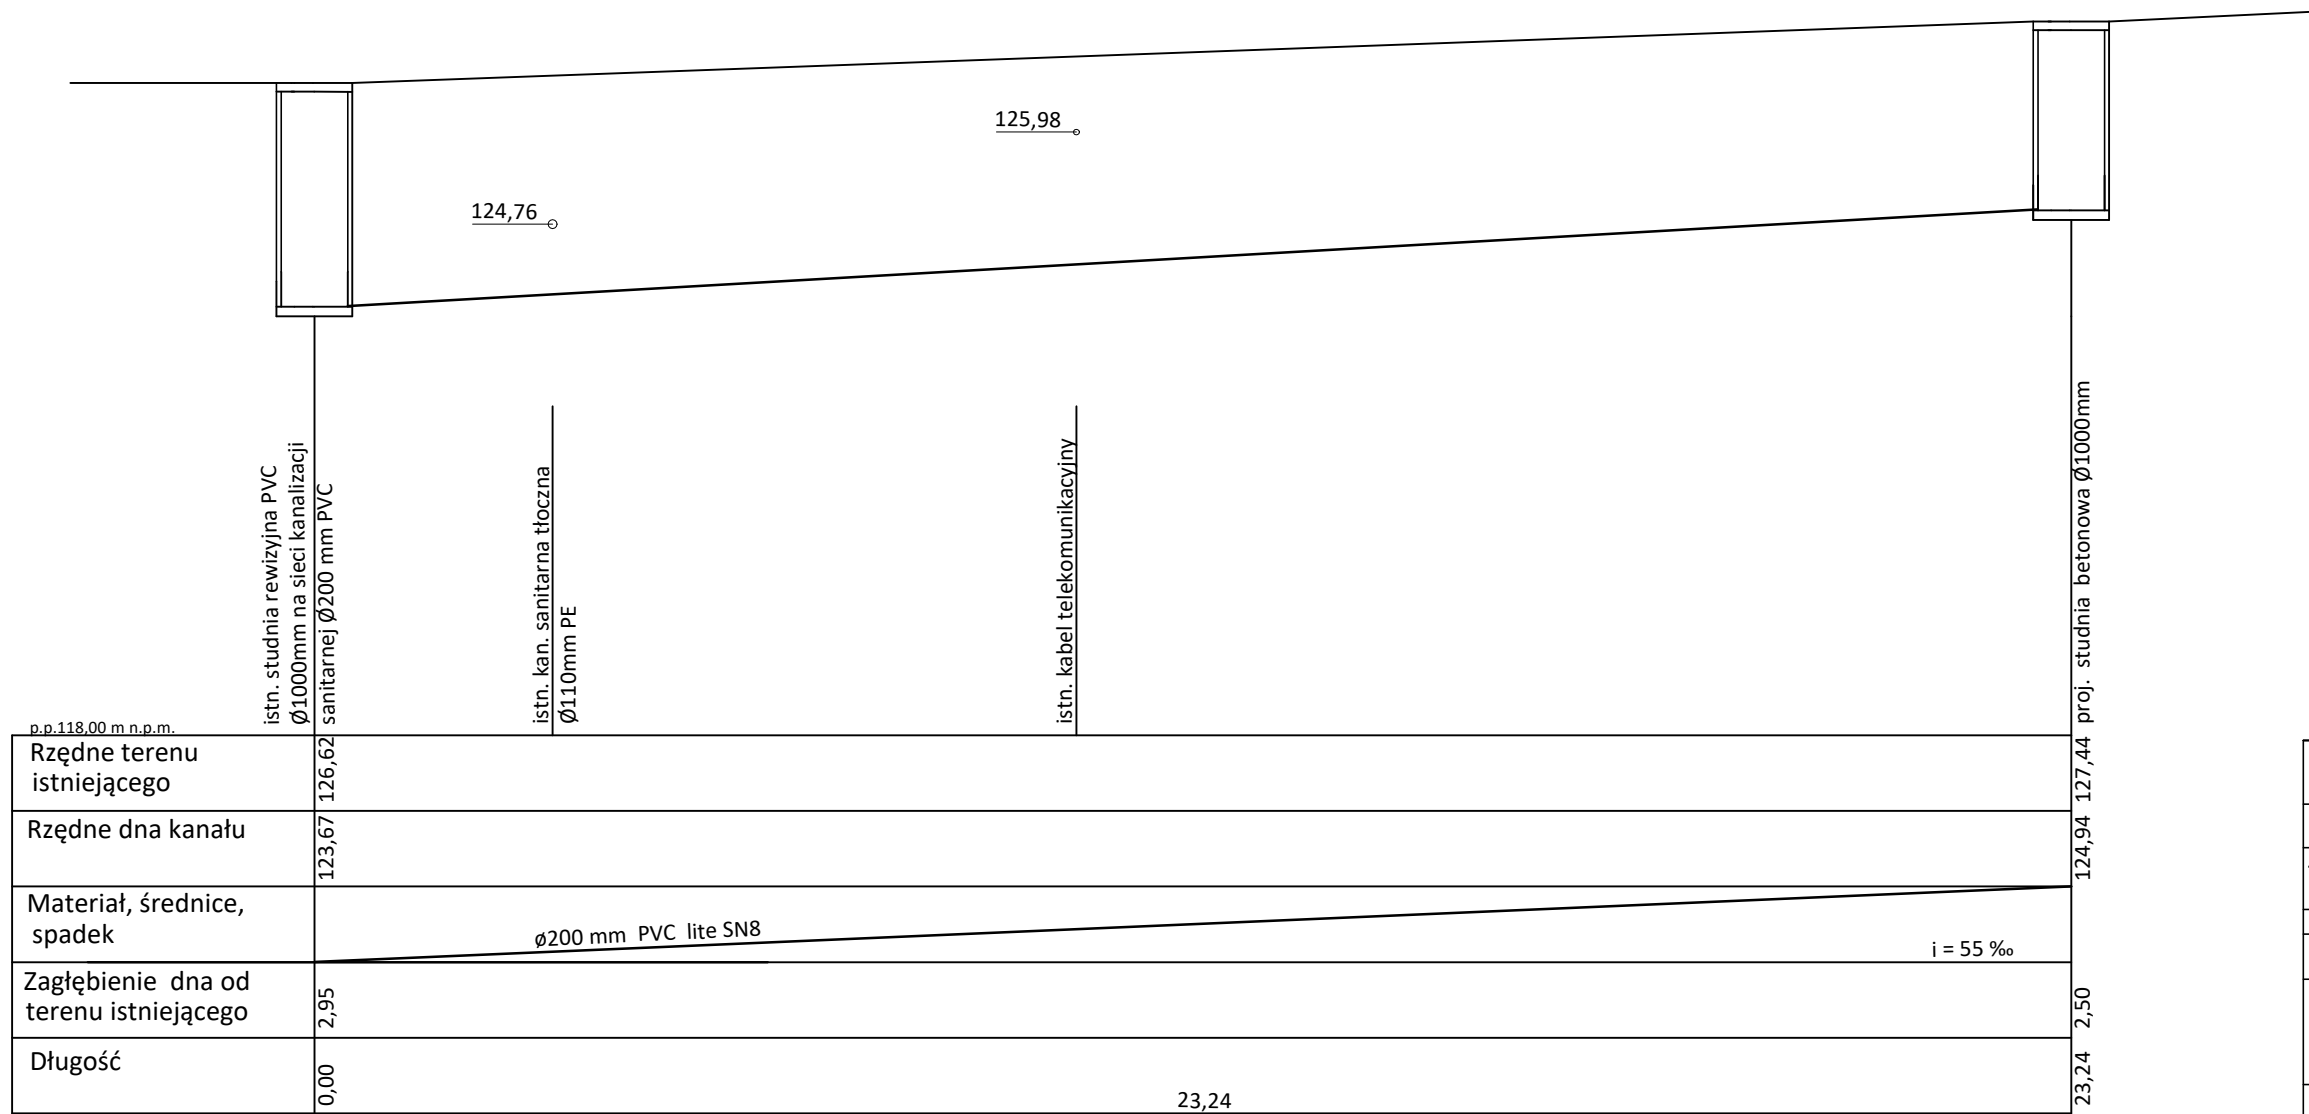 125,98
124,76
istn. studnia rewizyjna PVC
Ø1000mm na sieci kanalizacji
sanitarnej Ø200 mm PVC
istn. kan. sanitarna tłoczna
Ø110mm PE
istn. kabel telekomunikacyjny
proj. studnia betonowa Ø1000mm
p.p.118,00 m n.p.m.
Rzędne terenu
istniejącego
126,62
127,44
Rzędne dna kanału
123,67
124,94
Materiał, średnice,
spadek
ø200 mm PVC lite SN8
i = 55 ‰
Zagłębienie dna od
terenu istniejącego
2,95
2,50
Długość
0,00
23,24
23,24